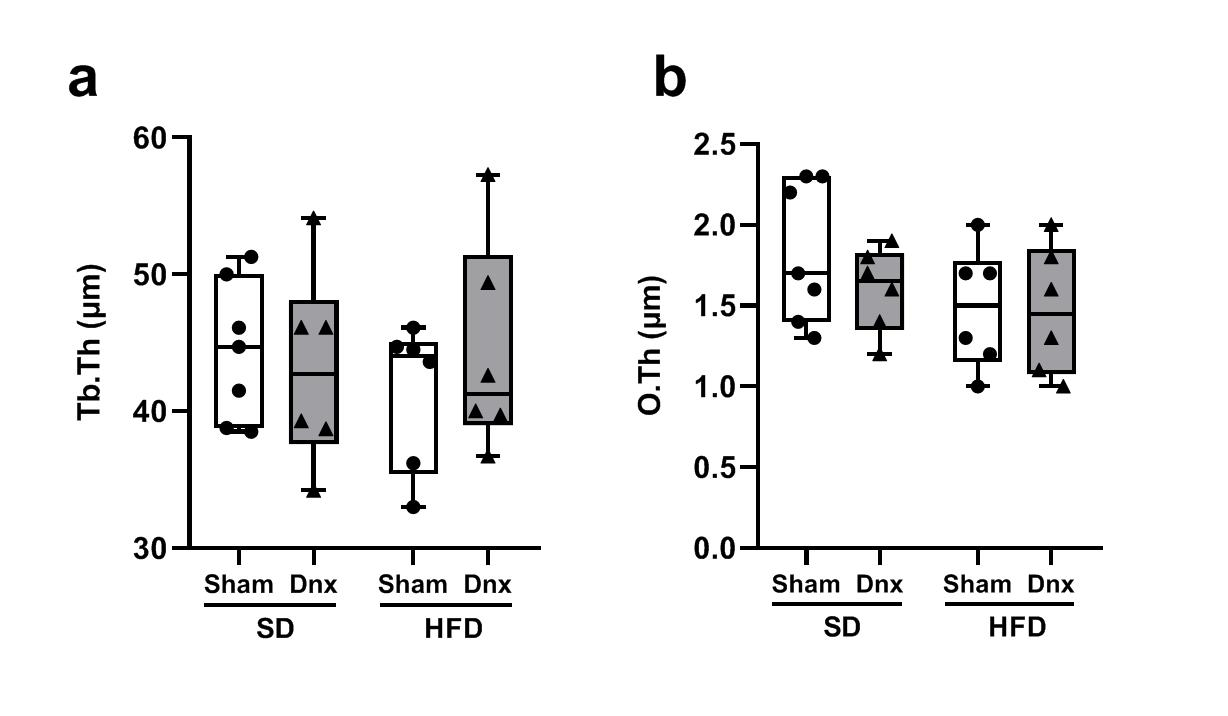 a
60
50
40
30
Tb.Th (µm)
Sham Dnx Sham Dnx
SD HFD
b
2.5
2.0
1.5
1.0
0.5
0.0
O.Th (µm)
Sham Dnx Sham Dnx
SD HFD